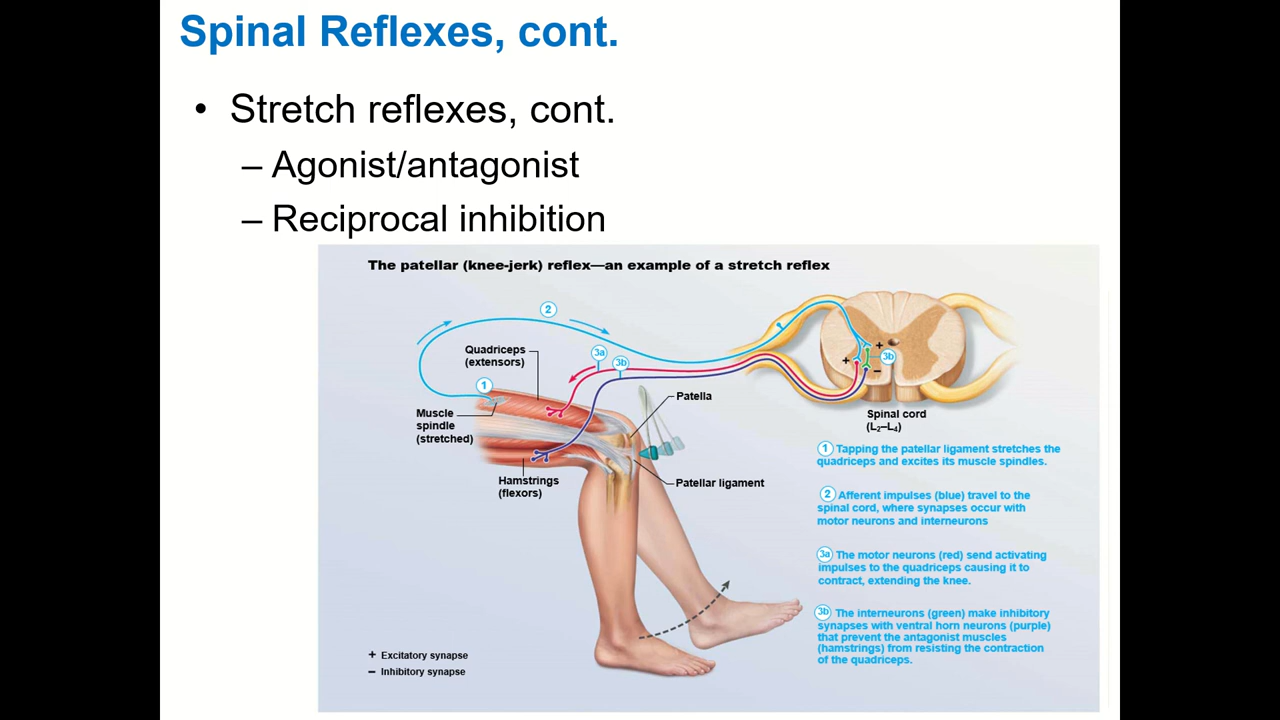 Spinal Reflexes, cont.
• Stretch reflexes, cont.
– Agonist/antagonist
– Reciprocal inhibition
The patellar (knee-jerk) reflex—an example of a stretch reflex
2
Quadriceps
(extensors)
3a
3b
1
Muscle
spindle
(stretched)
Patella
+
+
3b
–
Spinal cord
(L₂–L₄)
Hamstrings
(flexors)
Patellar ligament
1 Tapping the patellar ligament stretches the
quadriceps and excites its muscle spindles.
2 Afferent impulses (blue) travel to the
spinal cord, where synapses occur with
motor neurons and interneurons
3a The motor neurons (red) send activating
impulses to the quadriceps causing it to
contract, extending the knee.
3b The interneurons (green) make inhibitory
synapses with ventral horn neurons (purple)
that prevent the antagonist muscles
(hamstrings) from resisting the contraction
of the quadriceps.
+ Excitatory synapse
– Inhibitory synapse